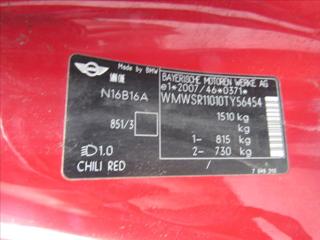 Made by BMW
BAYERISCHE MOTOREN WERKE AG
e1*2007/46*0371*
N16B16A
WMWSR11010TY56454
1510 kg
kg
851/3
1- 815 kg
2- 730 kg
1.0
CHILI RED
/